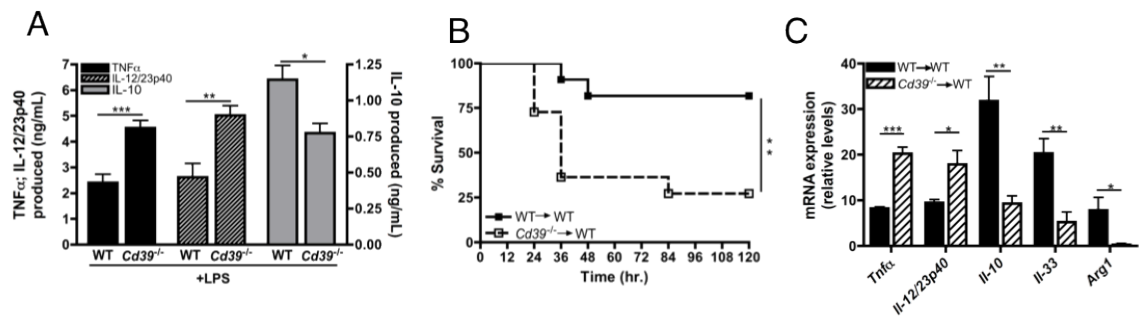 A
TNFα; IL-12/23p40
produced (ng/mL)
7
6
5
4
3
2
1
0
TNFα
IL-12/23p40
IL-10
***
**
*
1.25
1.00
0.75
0.50
0.25
0.00
IL-10 produced (ng/mL)
WT Cd39-/- WT Cd39-/- WT Cd39-/-
+LPS
B
% Survival
100
75
50
25
0
WT→WT
Cd39-/-→WT
**
0 12 24 36 48 60 72 84 96 108 120
Time (hr.)
C
mRNA expression
(relative levels)
40
30
20
10
0
WT→WT
Cd39-/-→WT
***
*
**
**
*
Tnfα
Il-12/23p40
Il-10
Il-33
Arg1